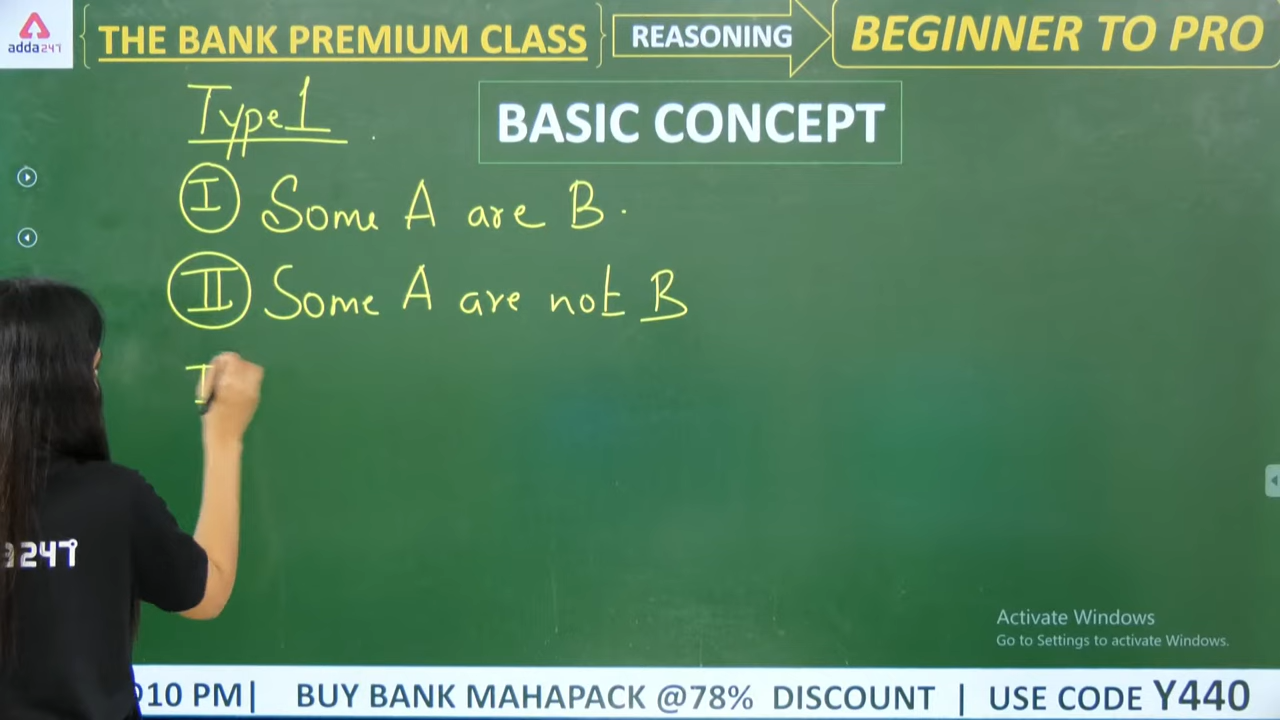 adda247
THE BANK PREMIUM CLASS
REASONING
BEGINNER TO PRO
BASIC CONCEPT
Type 1
I Some A are B.
II Some A are not B
I
247
Activate Windows
Go to Settings to activate Windows.
10 PM| BUY BANK MAHAPACK @78% DISCOUNT | USE CODE Y440